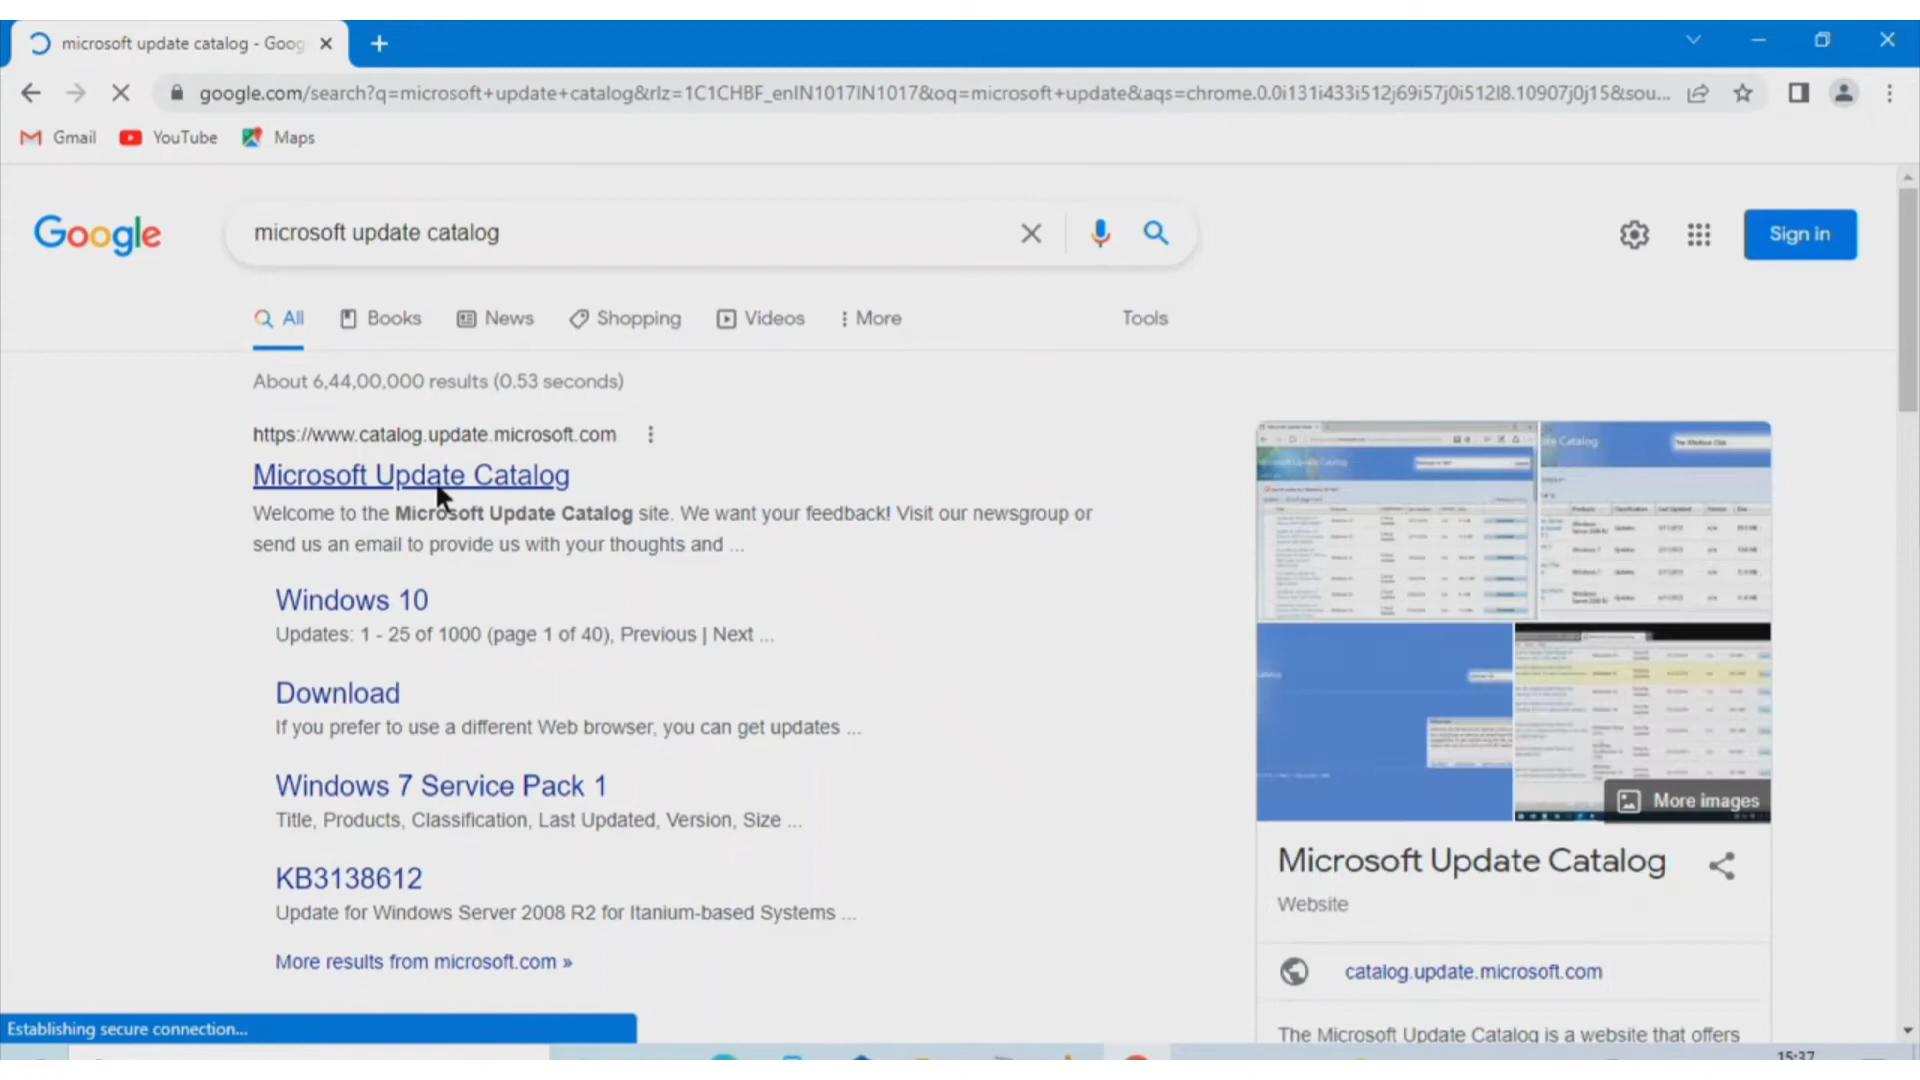 microsoft update catalog - Goog
google.com/search?q=microsoft+update+catalog&rlz=1C1CHBF_enIN1017IN1017&oq=microsoft+update&aqs=chrome.0.0i131i433i512j69i57j0i512l8.10907j0j15&sou...
Gmail YouTube Maps
Google microsoft update catalog Sign in
All Books News Shopping Videos More Tools
About 6,44,00,000 results (0.53 seconds)
https://www.catalog.update.microsoft.com
Microsoft Update Catalog
Welcome to the Microsoft Update Catalog site. We want your feedback! Visit our newsgroup or
send us an email to provide us with your thoughts and ...
Windows 10
Updates: 1 - 25 of 1000 (page 1 of 40), Previous | Next ...
Download
If you prefer to use a different Web browser, you can get updates ...
Windows 7 Service Pack 1
Title, Products, Classification, Last Updated, Version, Size ...
KB3138612
Update for Windows Server 2008 R2 for Itanium-based Systems ...
More results from microsoft.com »
More images
Microsoft Update Catalog
Website
catalog.update.microsoft.com
The Microsoft Update Catalog is a website that offers
Establishing secure connection...
15:37